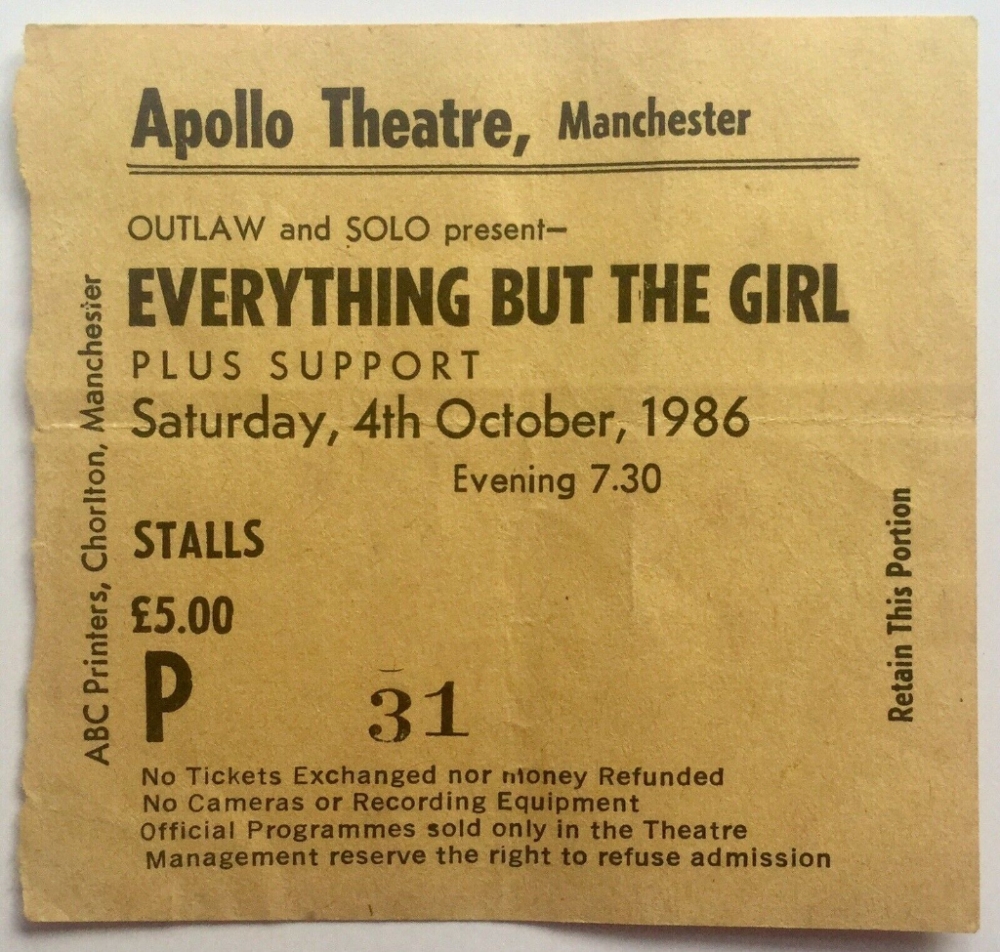 Apollo Theatre, Manchester
OUTLAW and SOLO present–
EVERYTHING BUT THE GIRL
PLUS SUPPORT
Saturday, 4th October, 1986
Evening 7.30
STALLS
£5.00
P 31
No Tickets Exchanged nor money Refunded
No Cameras or Recording Equipment
Official Programmes sold only in the Theatre
Management reserve the right to refuse admission
ABC Printers, Chorlton, Manchester
Retain This Portion